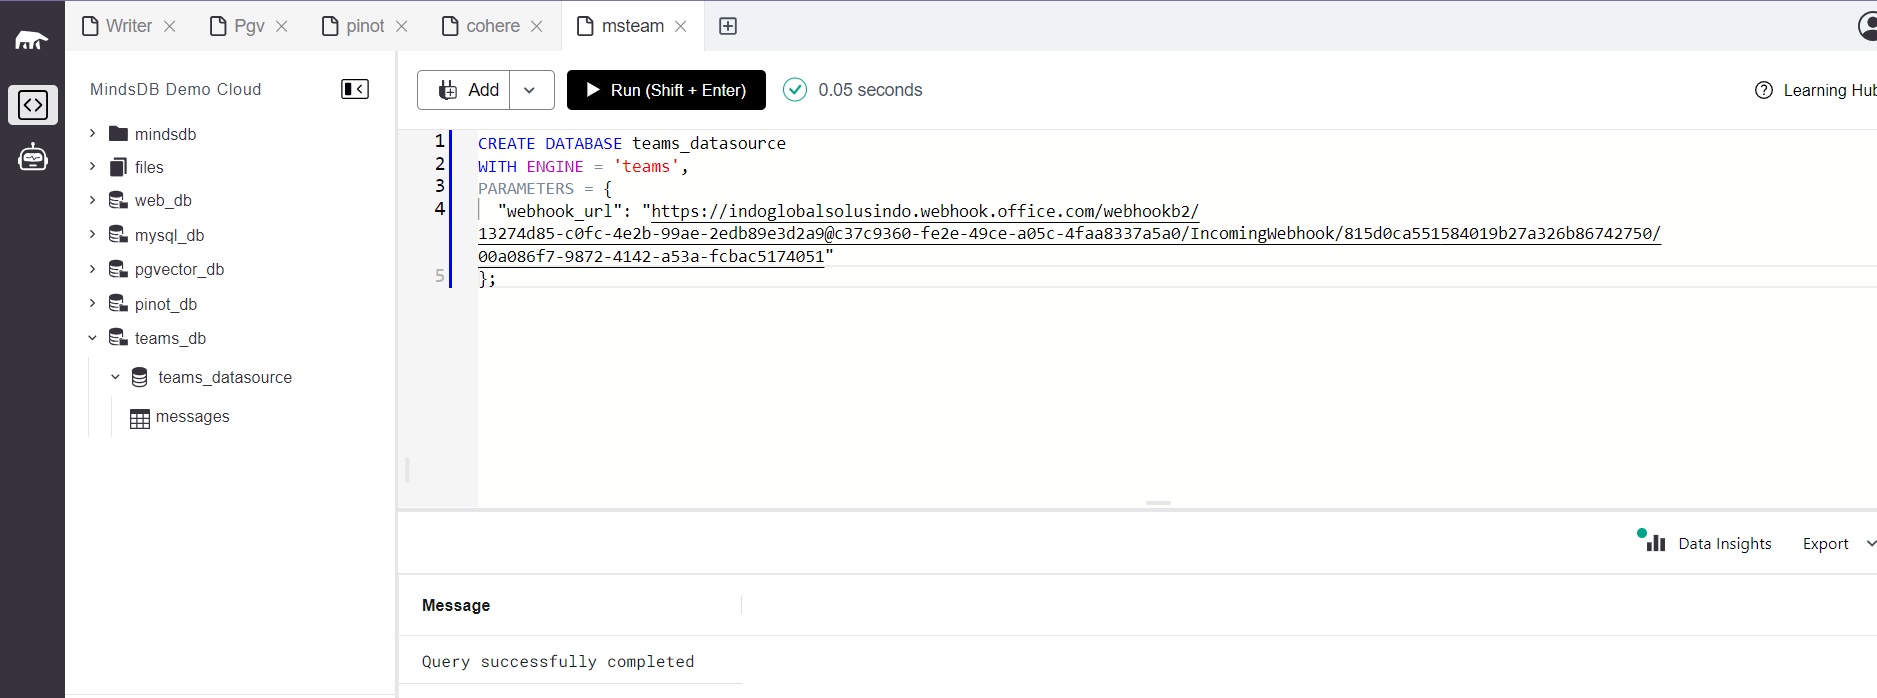 Writer
Pgv
pinot
cohere
msteam
MindsDB Demo Cloud
mindsdb
files
web_db
mysql_db
pgvector_db
pinot_db
teams_db
teams_datasource
messages
Add
Run (Shift + Enter)
0.05 seconds
Learning Hub
1 CREATE DATABASE teams_datasource
2 WITH ENGINE = 'teams',
3 PARAMETERS = {
4 "webhook_url": "https://indoglobalsolusindo.webhook.office.com/webhookb2/
13274d85-c0fc-4e2b-99ae-2edb89e3d2a9@c37c9360-fe2e-49ce-a05c-4faa8337a5a0/IncomingWebhook/815d0ca551584019b27a326b86742750/
00a086f7-9872-4142-a53a-fcbac5174051"
5 };
Data Insights
Export
Message
Query successfully completed